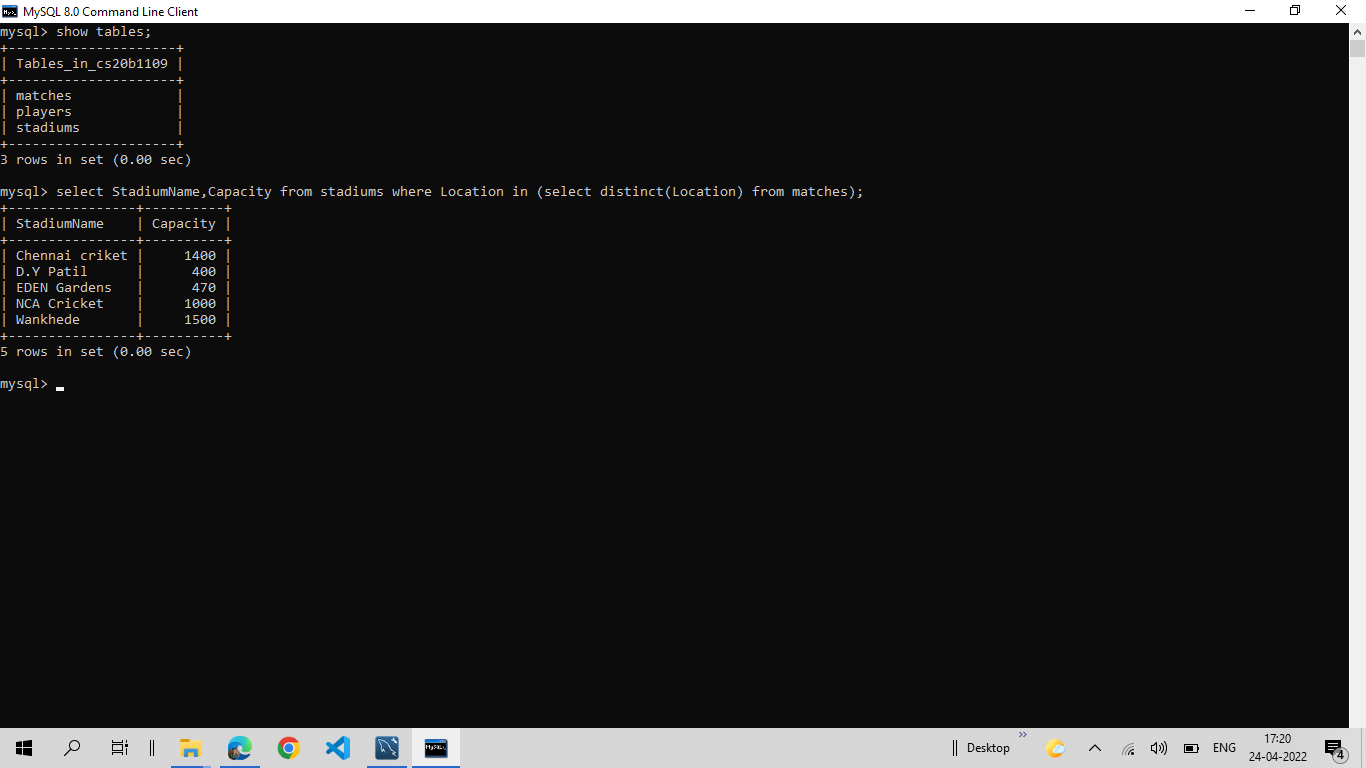 MySQL 8.0 Command Line Client
mysql> show tables;
+---------------------+
| Tables_in_cs20b1109 |
+---------------------+
| matches             |
| players             |
| stadiums            |
+---------------------+
3 rows in set (0.00 sec)
mysql> select StadiumName,Capacity from stadiums where Location in (select distinct(Location) from matches);
+----------------+----------+
| StadiumName    | Capacity |
+----------------+----------+
| Chennai criket |     1400 |
| D.Y Patil      |      400 |
| EDEN Gardens   |      470 |
| NCA Cricket    |     1000 |
| Wankhede       |     1500 |
+----------------+----------+
5 rows in set (0.00 sec)
mysql>
Desktop
ENG
17:20
24-04-2022
4